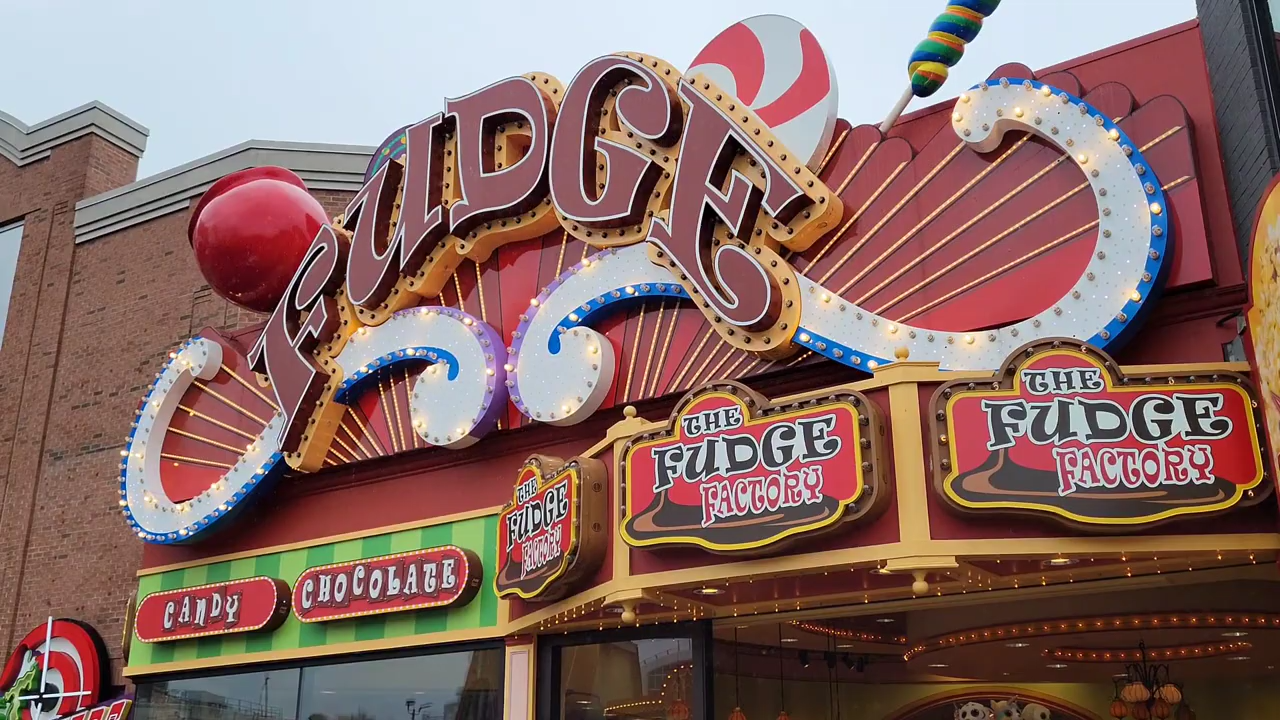 FUDGE
THE
FUDGE
FACTORY
THE
FUDGE
FACTORY
THE
FUDGE
FACTORY
CANDY
CHOCOLATE